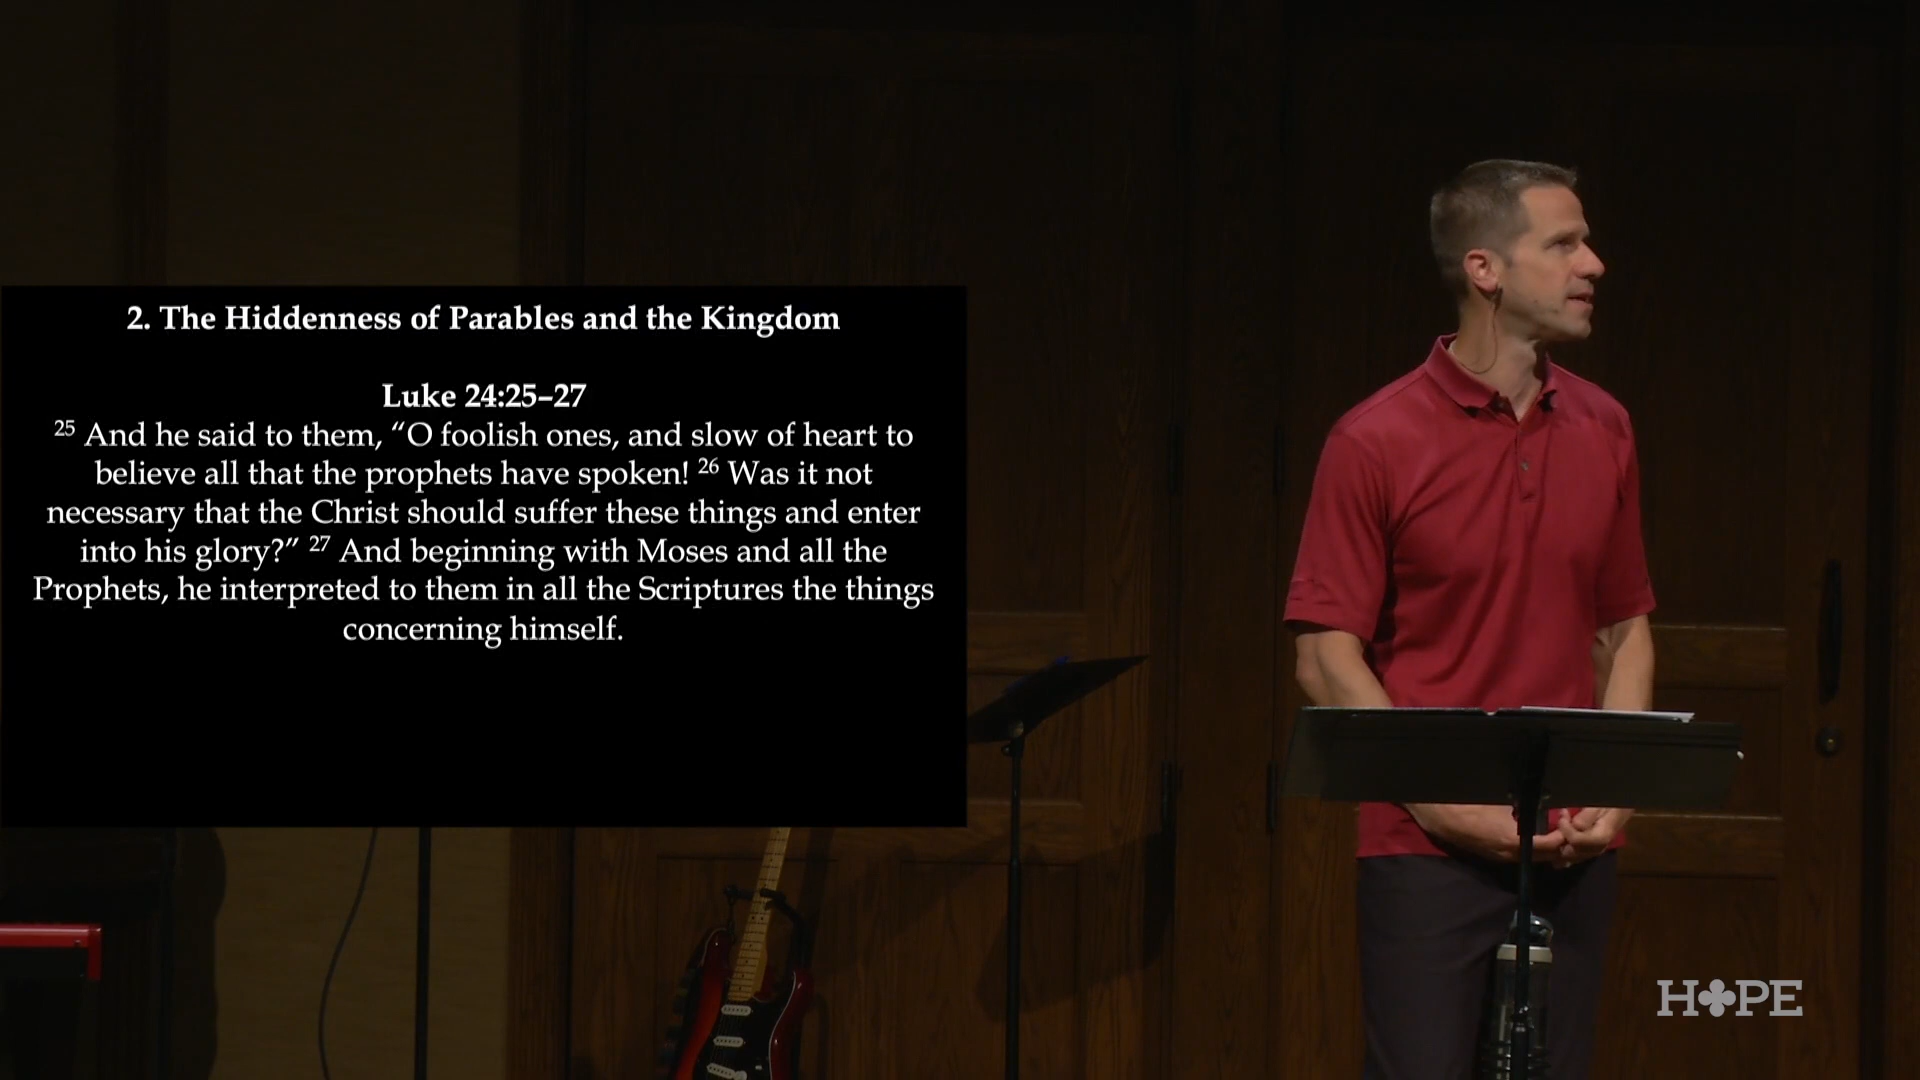 2. The Hiddenness of Parables and the Kingdom
Luke 24:25–27
25 And he said to them, “O foolish ones, and slow of heart to
believe all that the prophets have spoken! 26 Was it not
necessary that the Christ should suffer these things and enter
into his glory?” 27 And beginning with Moses and all the
Prophets, he interpreted to them in all the Scriptures the things
concerning himself.
HOPE